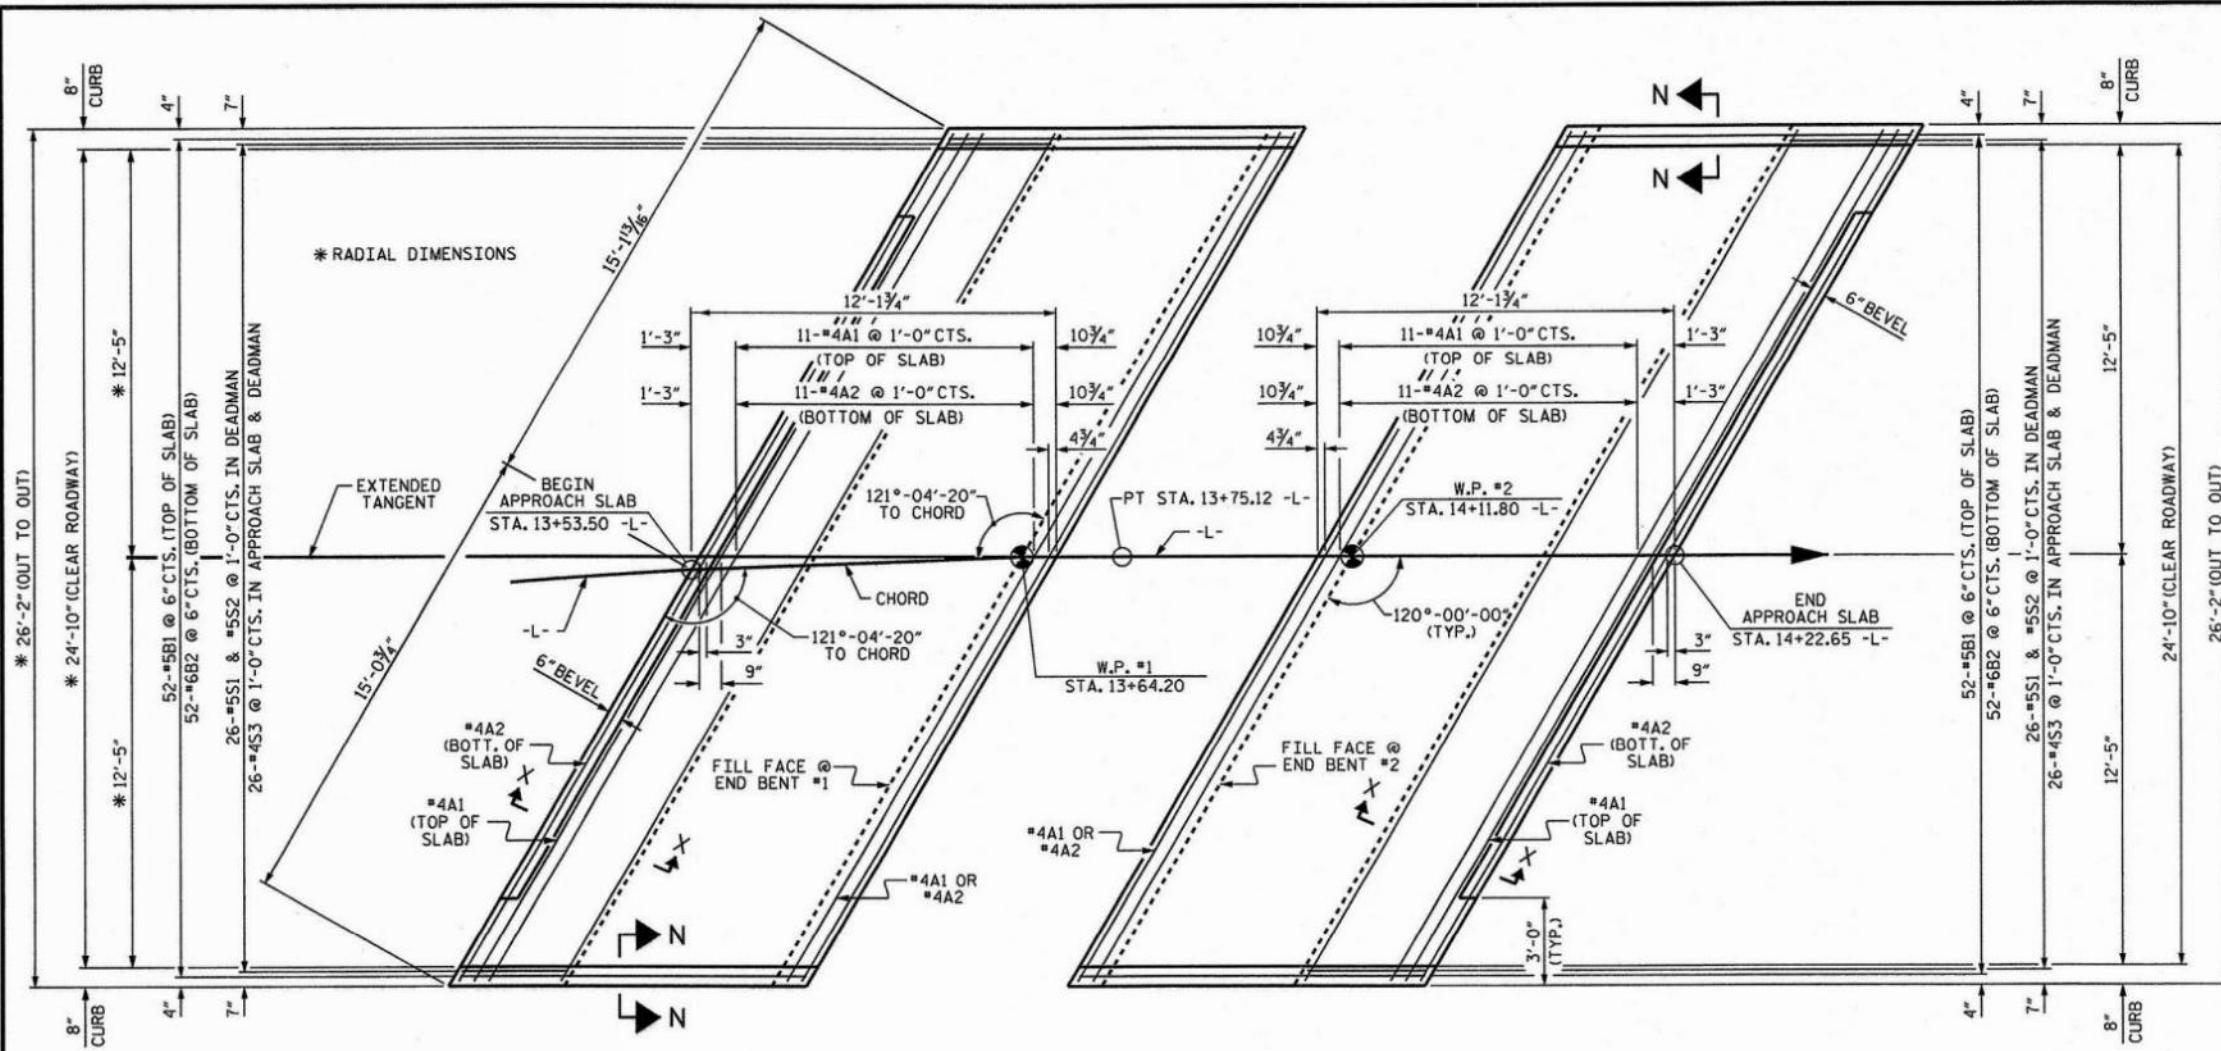 8"
CURB
4"
7"
15'-1 13/16"
N
N
4"
7"
8"
CURB
* RADIAL DIMENSIONS
* 26'-2" (OUT TO OUT)
* 24'-10" (CLEAR ROADWAY)
* 12'-5"
* 12'-5"
52-#5B1 @ 6" CTS. (TOP OF SLAB)
52-#6B2 @ 6" CTS. (BOTTOM OF SLAB)
26-#5S1 & #5S2 @ 1'-0" CTS. IN DEADMAN
26-#4S3 @ 1'-0" CTS. IN APPROACH SLAB & DEADMAN
12'-1 3/4"
1'-3"
11-#4A1 @ 1'-0" CTS.
(TOP OF SLAB)
10 3/4"
1'-3"
11-#4A2 @ 1'-0" CTS.
(BOTTOM OF SLAB)
10 3/4"
4 3/4"
12'-1 3/4"
10 3/4"
11-#4A1 @ 1'-0" CTS.
(TOP OF SLAB)
1'-3"
10 3/4"
11-#4A2 @ 1'-0" CTS.
(BOTTOM OF SLAB)
1'-3"
4 3/4"
6" BEVEL
EXTENDED
TANGENT
BEGIN
APPROACH SLAB
STA. 13+53.50 -L-
121°-04'-20"
TO CHORD
PT STA. 13+75.12 -L-
-L-
W.P. #2
STA. 14+11.80 -L-
-L-
CHORD
121°-04'-20"
TO CHORD
3"
9"
W.P. #1
STA. 13+64.20
120°-00'-00"
(TYP.)
END
APPROACH SLAB
STA. 14+22.65 -L-
3"
9"
15'-0 3/4"
6" BEVEL
#4A2
(BOTT. OF
SLAB)
X
#4A1
(TOP OF
SLAB)
X
FILL FACE @
END BENT #1
#4A1 OR
#4A2
FILL FACE @
END BENT #2
X
#4A1 OR
#4A2
#4A2
(BOTT. OF
SLAB)
#4A1
(TOP OF
SLAB)
X
3'-0"
(TYP.)
N
N
52-#5B1 @ 6" CTS. (TOP OF SLAB)
52-#6B2 @ 6" CTS. (BOTTOM OF SLAB)
26-#5S1 & #5S2 @ 1'-0" CTS. IN DEADMAN
26-#4S3 @ 1'-0" CTS. IN APPROACH SLAB & DEADMAN
12'-5"
12'-5"
24'-10" (CLEAR ROADWAY)
26'-2" (OUT TO OUT)
8"
CURB
4"
7"
4"
7"
8"
CURB